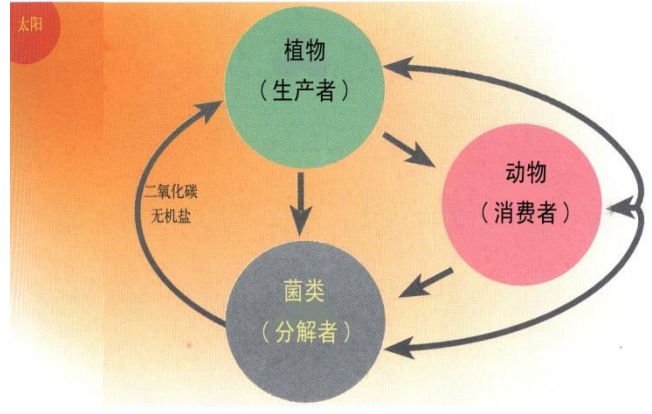 太阳
植物
（生产者）
动物
（消费者）
二氧化碳
无机盐
菌类
（分解者）